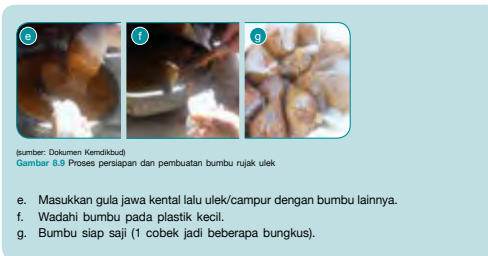 e f g
(sumber: Dokumen Kemdikbud)
Gambar 8.9 Proses persiapan dan pembuatan bumbu rujak ulek
e. Masukkan gula jawa kental lalu ulek/campur dengan bumbu lainnya.
f. Wadahi bumbu pada plastik kecil.
g. Bumbu siap saji (1 cobek jadi beberapa bungkus).